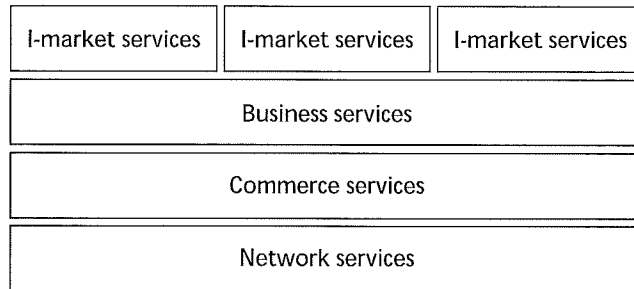 I-market services I-market services I-market services
Business services
Commerce services
Network services